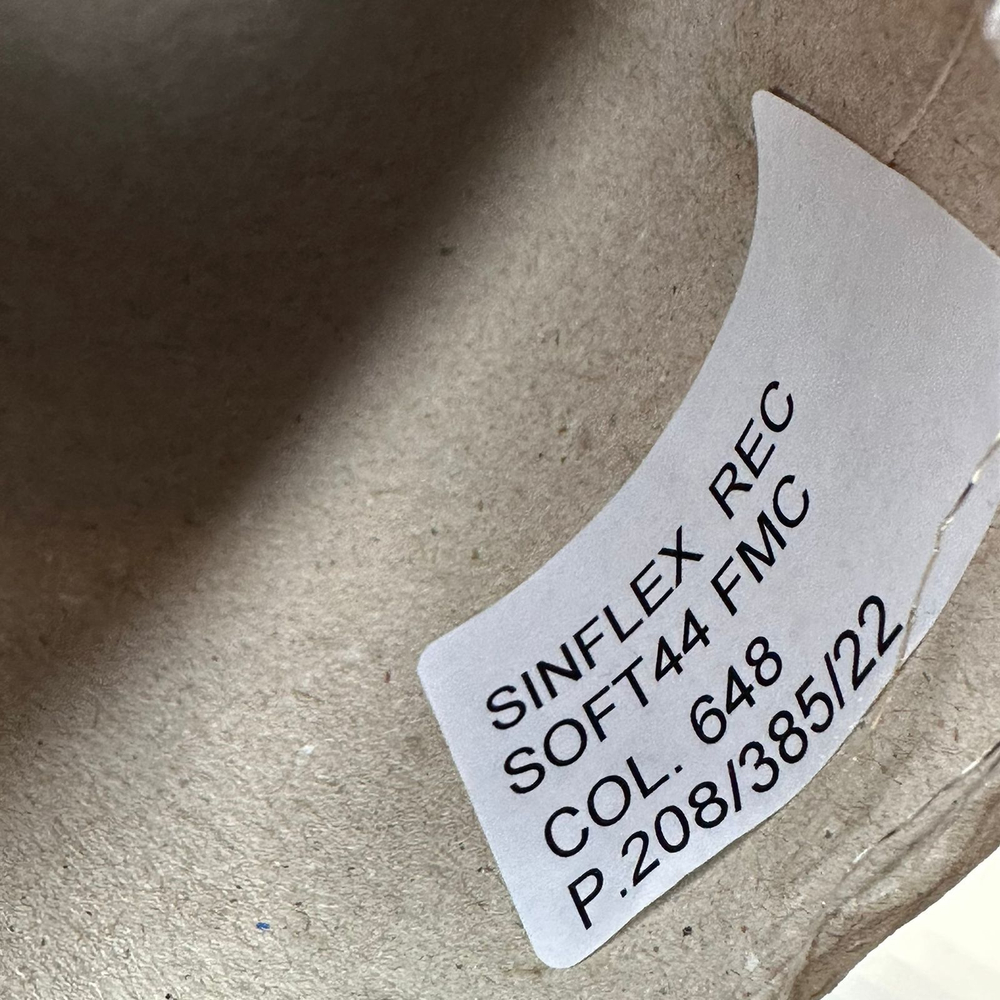 SINFLEX REC
SOFT44 FMC
COL. 648
P.208/385/22